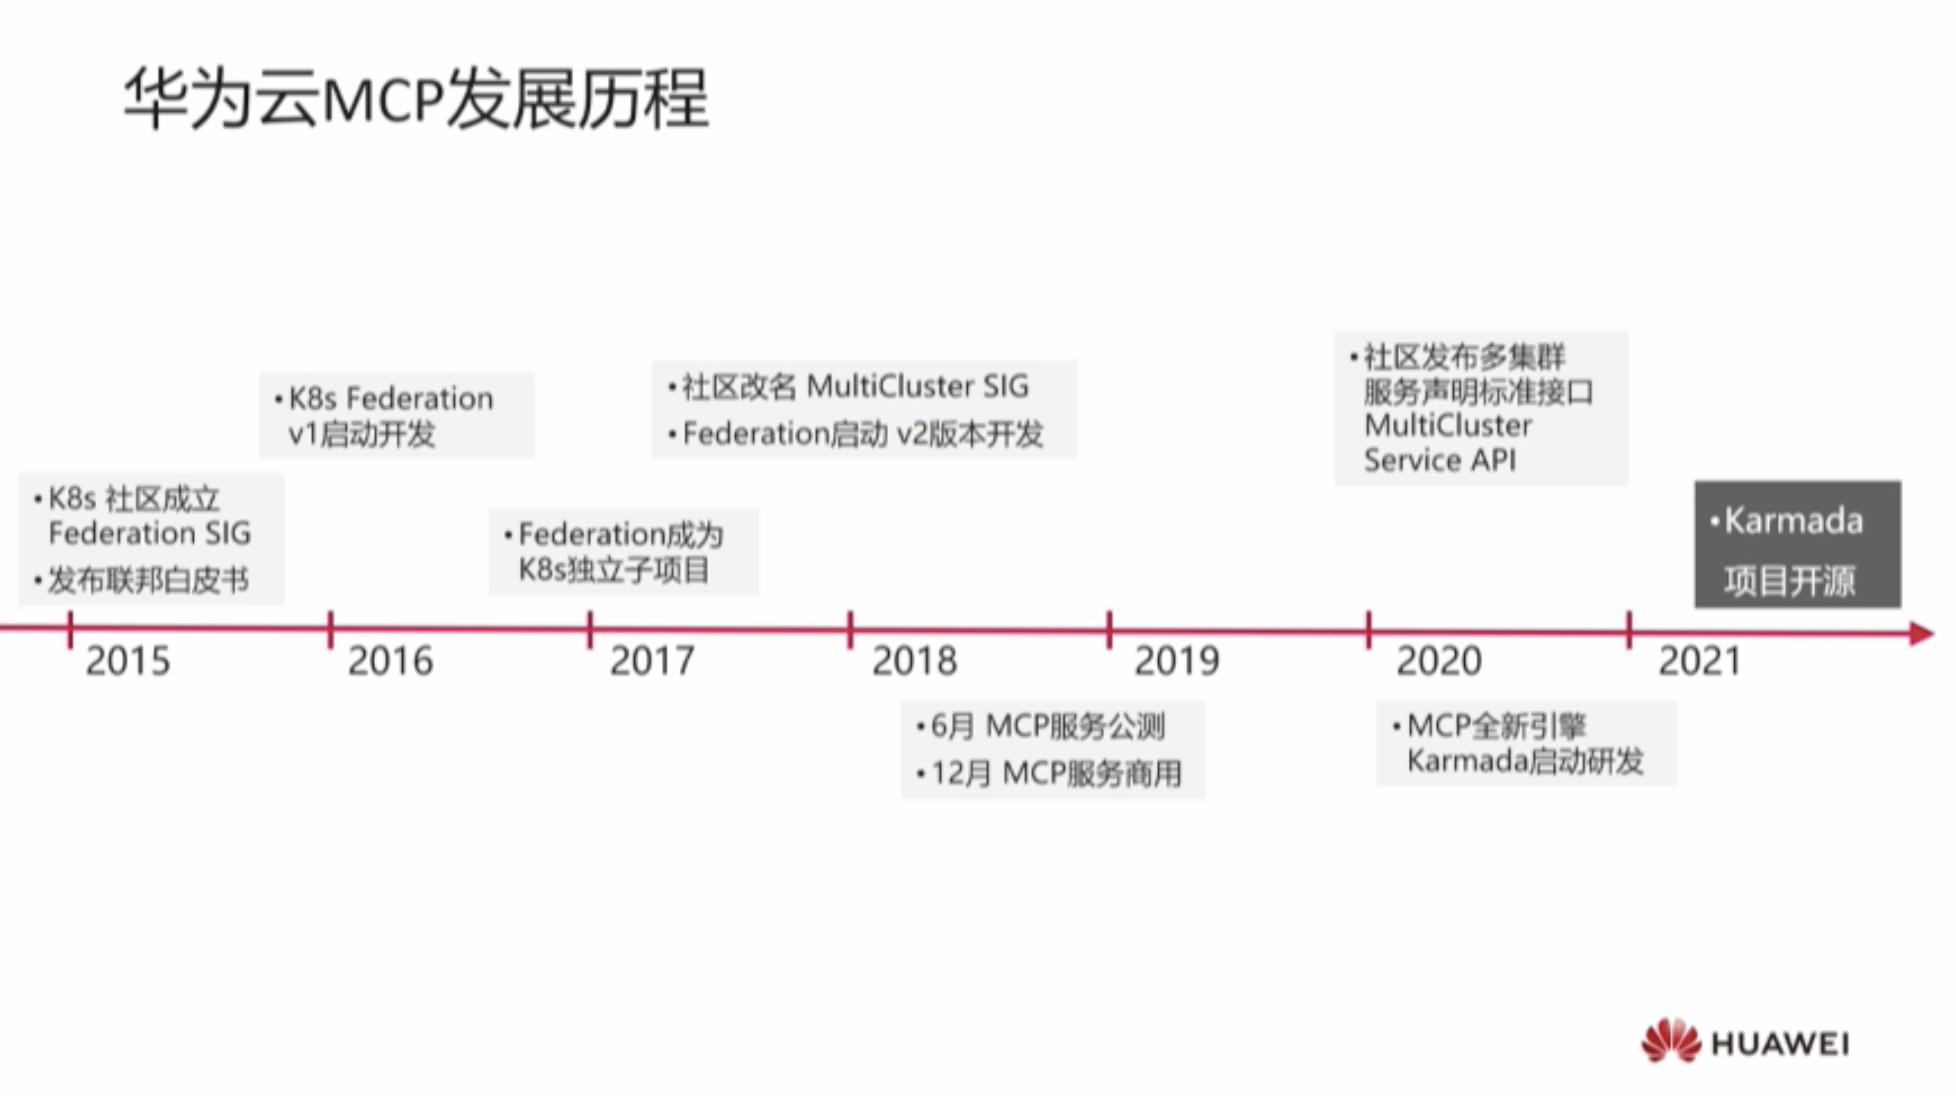 华为云MCP发展历程
• K8s 社区成立
Federation SIG
• 发布联邦白皮书
• K8s Federation
v1启动开发
• Federation成为
K8s独立子项目
• 社区改名 MultiCluster SIG
• Federation启动 v2版本开发
• 社区发布多集群
服务声明标准接口
MultiCluster
Service API
• Karmada
项目开源
2015
2016
2017
2018
2019
2020
2021
• 6月 MCP服务公测
• 12月 MCP服务商用
• MCP全新引擎
Karmada启动研发
HUAWEI